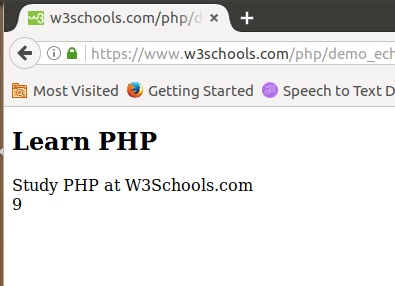 w3schools.com/php/d
https://www.w3schools.com/php/demo_ech
Most Visited Getting Started Speech to Text D
Learn PHP
Study PHP at W3Schools.com
9